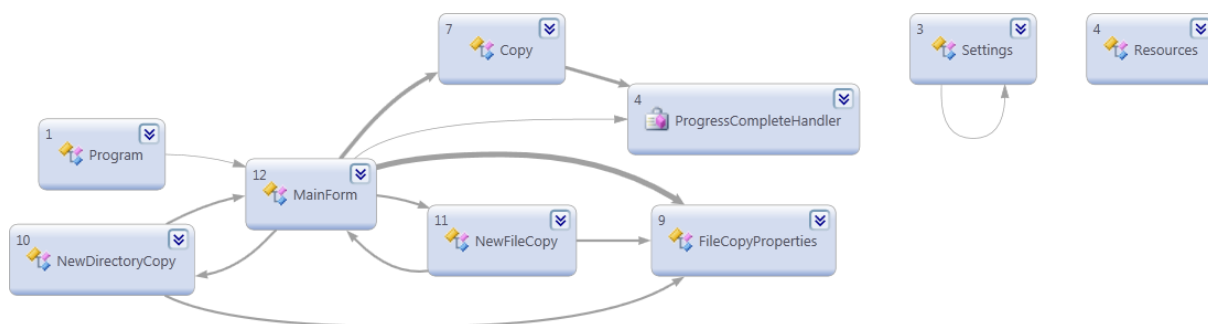 7
Copy
3
Settings
4
Resources
4
ProgressCompleteHandler
1
Program
12
MainForm
11
NewFileCopy
9
FileCopyProperties
10
NewDirectoryCopy